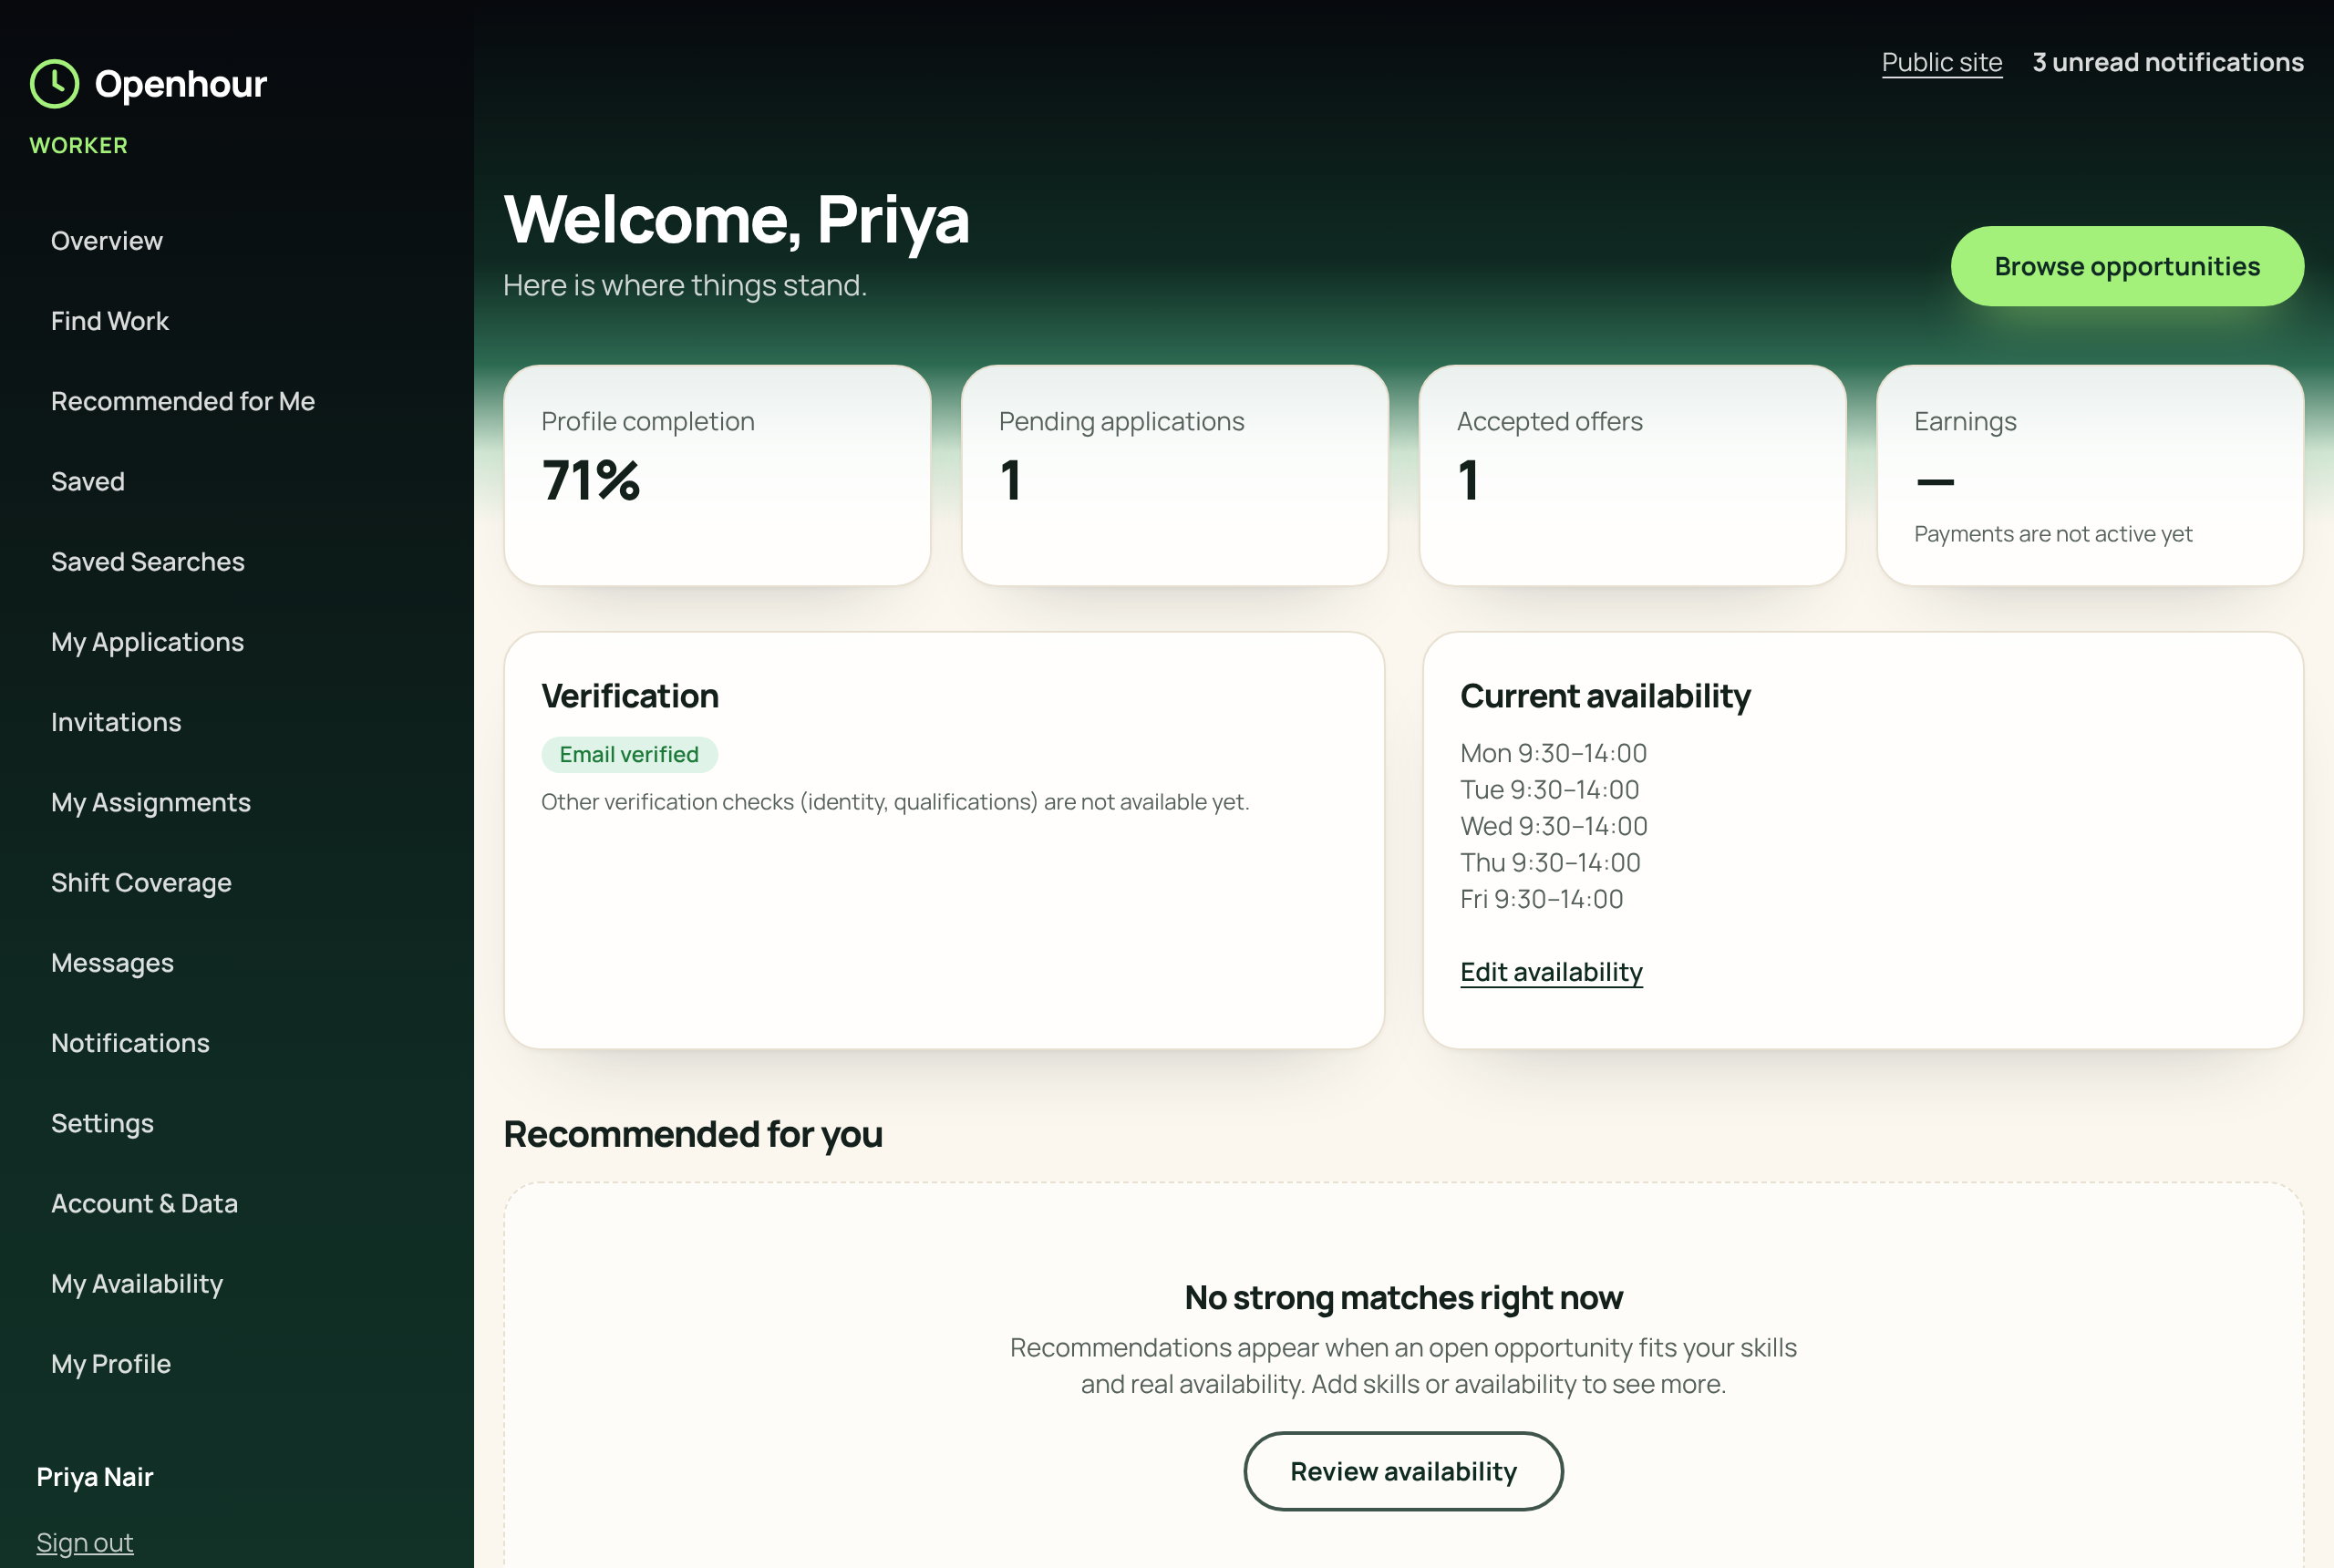 Openhour
WORKER
Overview
Find Work
Recommended for Me
Saved
Saved Searches
My Applications
Invitations
My Assignments
Shift Coverage
Messages
Notifications
Settings
Account & Data
My Availability
My Profile
Priya Nair
Sign out
Public site
3 unread notifications
Welcome, Priya
Here is where things stand.
Browse opportunities
Profile completion
71%
Pending applications
1
Accepted offers
1
Earnings
—
Payments are not active yet
Verification
Email verified
Other verification checks (identity, qualifications) are not available yet.
Current availability
Mon 9:30–14:00
Tue 9:30–14:00
Wed 9:30–14:00
Thu 9:30–14:00
Fri 9:30–14:00
Edit availability
Recommended for you
No strong matches right now
Recommendations appear when an open opportunity fits your skills
and real availability. Add skills or availability to see more.
Review availability